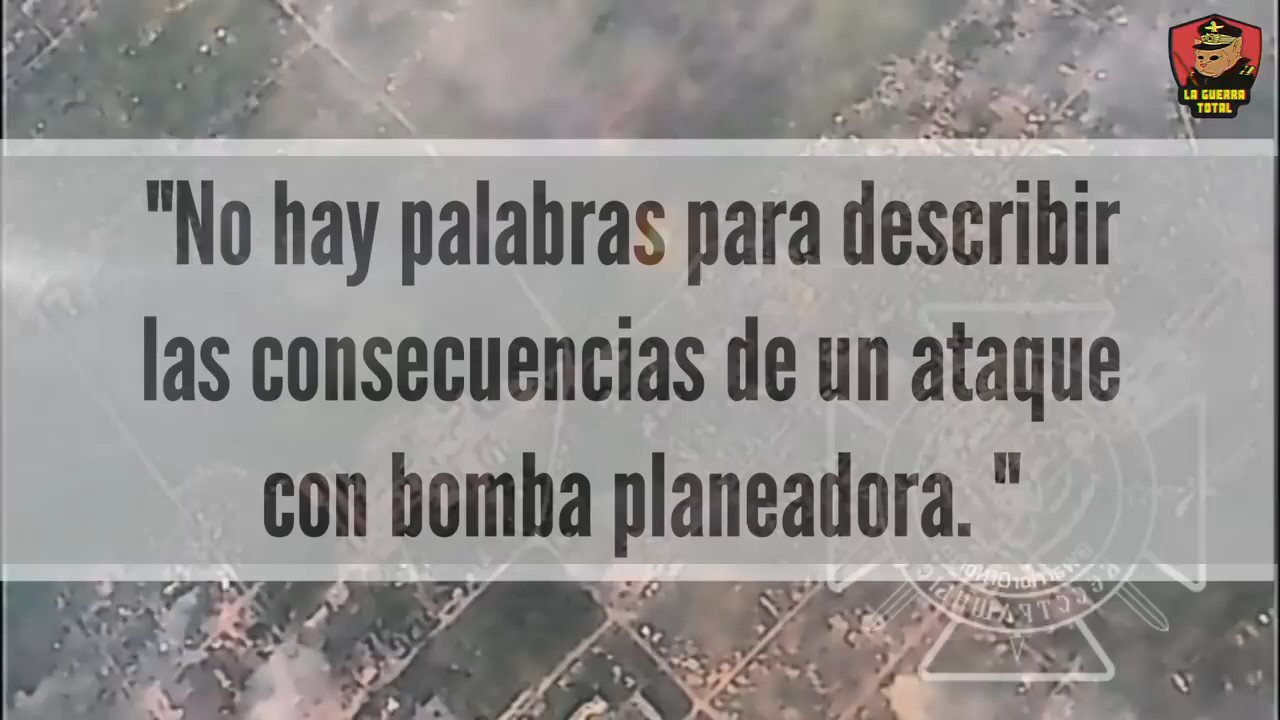 LA GUERRA
TOTAL
"No hay palabras para describir
las consecuencias de un ataque
con bomba planeadora. "